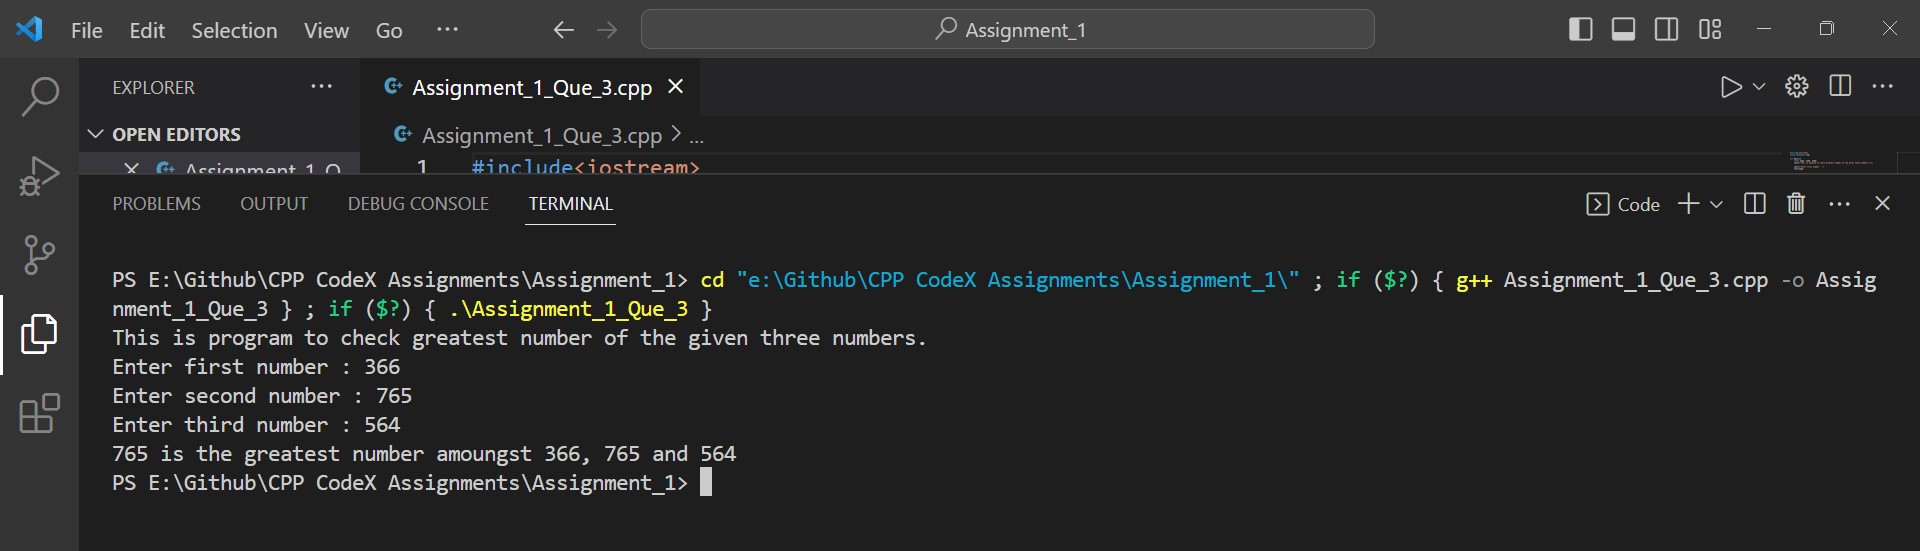 File Edit Selection View Go ··· Assignment_1
EXPLORER ··· Assignment_1_Que_3.cpp
OPEN EDITORS Assignment_1_Que_3.cpp > ...
Assignment_1_Q 1 #include<iostream>
PROBLEMS OUTPUT DEBUG CONSOLE TERMINAL Code
PS E:\Github\CPP CodeX Assignments\Assignment_1> cd "e:\Github\CPP CodeX Assignments\Assignment_1\" ; if ($?) { g++ Assignment_1_Que_3.cpp -o Assig
nment_1_Que_3 } ; if ($?) { .\Assignment_1_Que_3 }
This is program to check greatest number of the given three numbers.
Enter first number : 366
Enter second number : 765
Enter third number : 564
765 is the greatest number amoungst 366, 765 and 564
PS E:\Github\CPP CodeX Assignments\Assignment_1>